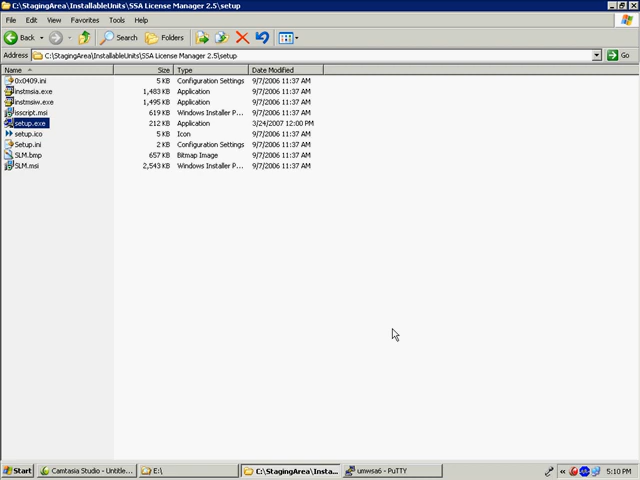 C:\StagingArea\InstallableUnits\SSA License Manager 2.5\setup
File Edit View Favorites Tools Help
Back Search Folders
Address C:\StagingArea\InstallableUnits\SSA License Manager 2.5\setup Go
Name Size Type Date Modified
0x0409.ini 5 KB Configuration Settings 9/7/2006 11:37 AM
instmsia.exe 1,483 KB Application 9/7/2006 11:37 AM
instmsiw.exe 1,495 KB Application 9/7/2006 11:37 AM
isscript.msi 619 KB Windows Installer P... 9/7/2006 11:37 AM
setup.exe 212 KB Application 3/24/2007 12:00 PM
setup.ico 5 KB Icon 9/7/2006 11:37 AM
Setup.ini 2 KB Configuration Settings 9/7/2006 11:37 AM
SLM.bmp 657 KB Bitmap Image 9/7/2006 11:37 AM
SLM.msi 2,543 KB Windows Installer P... 9/7/2006 11:37 AM
Start Camtasia Studio - Untitle... E:\ C:\StagingArea\Insta... umwsa6 - PuTTY 5:10 PM